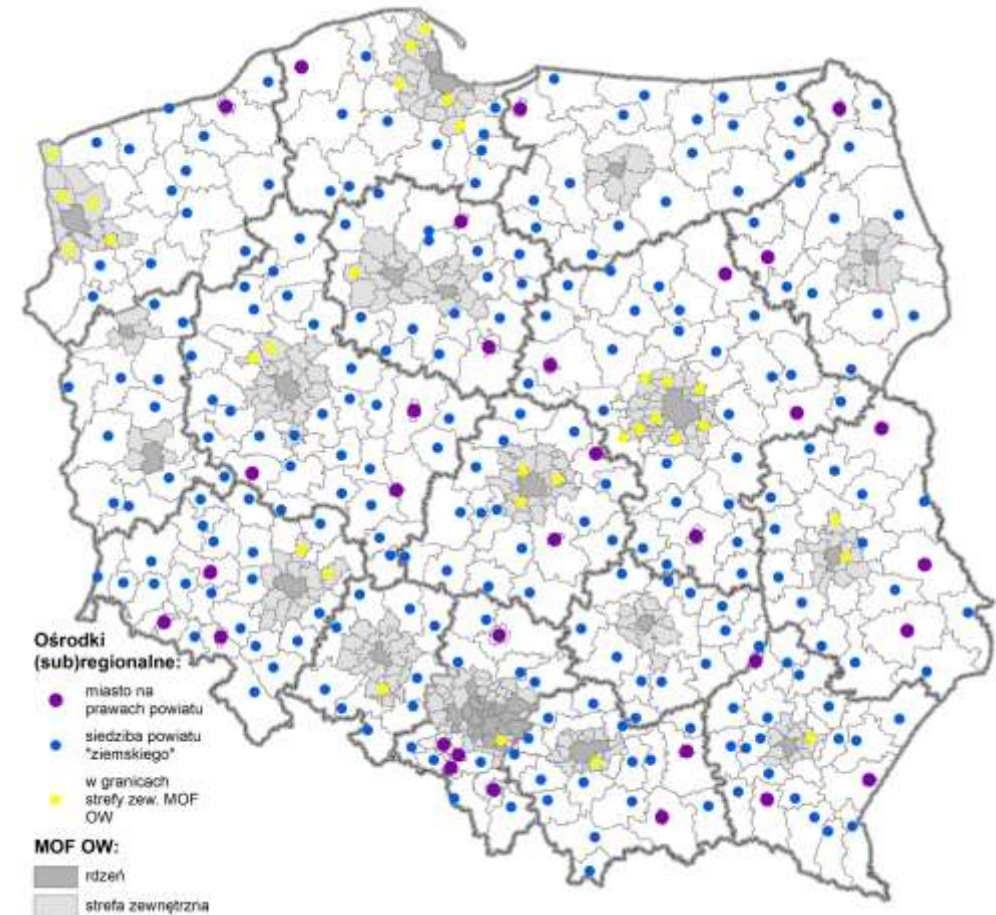 Ośrodki
(sub)regionalne:
miasto na
prawach powiatu
siedziba powiatu
"ziemskiego"
w granicach
strefy zew. MOF
OW
MOF OW:
rdzeń
strefa zewnętrzna